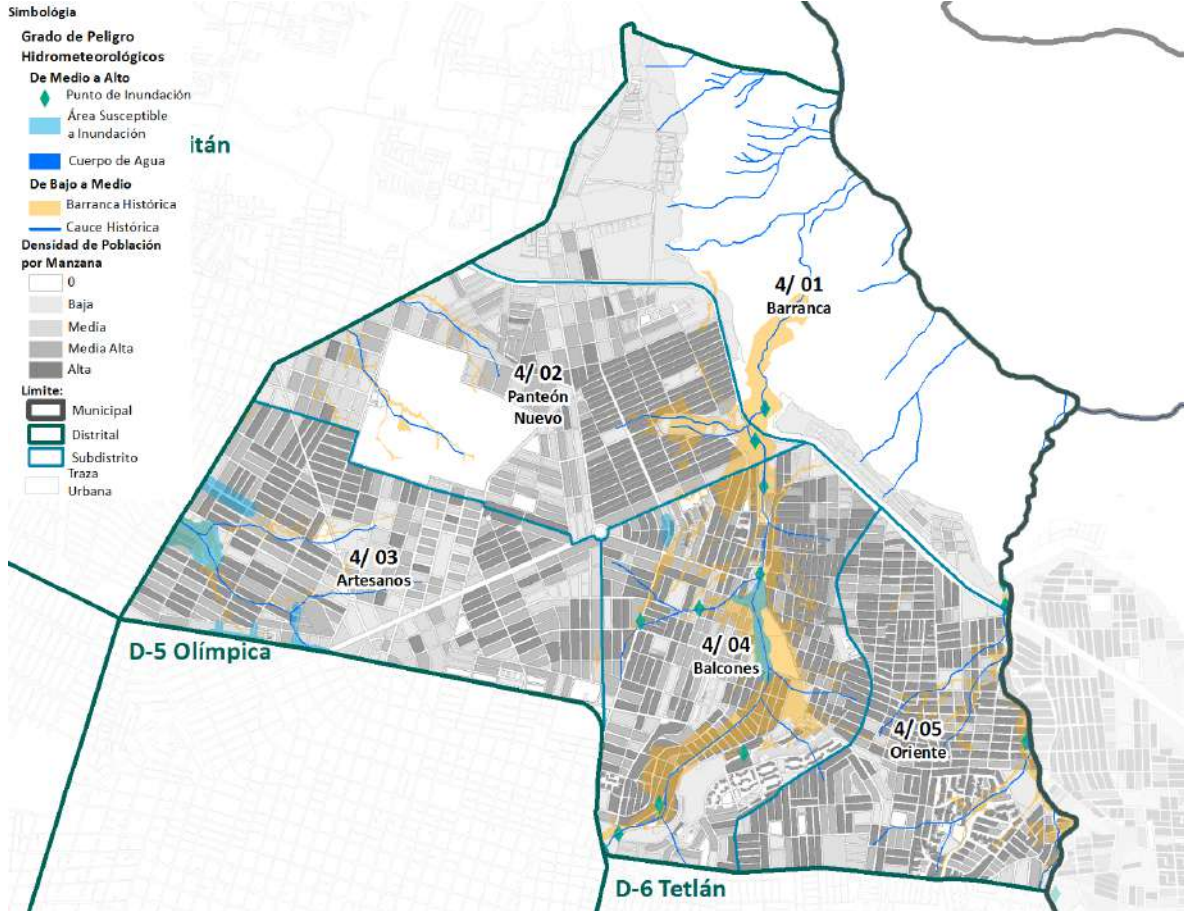 Simbológia
Grado de Peligro
Hidrometeorológicos
De Medio a Alto
Punto de Inundación
Área Susceptible
a Inundación
Cuerpo de Agua
De Bajo a Medio
Barranca Histórica
Cauce Histórica
Densidad de Población
por Manzana
0
Baja
Media
Media Alta
Alta
Límite:
Municipal
Distrital
Subdistrito
Traza
Urbana
itán
4/ 01
Barranca
4/ 02
Panteón
Nuevo
4/ 03
Artesanos
4/ 04
Balcones
4/ 05
Oriente
D-5 Olímpica
D-6 Tetlán